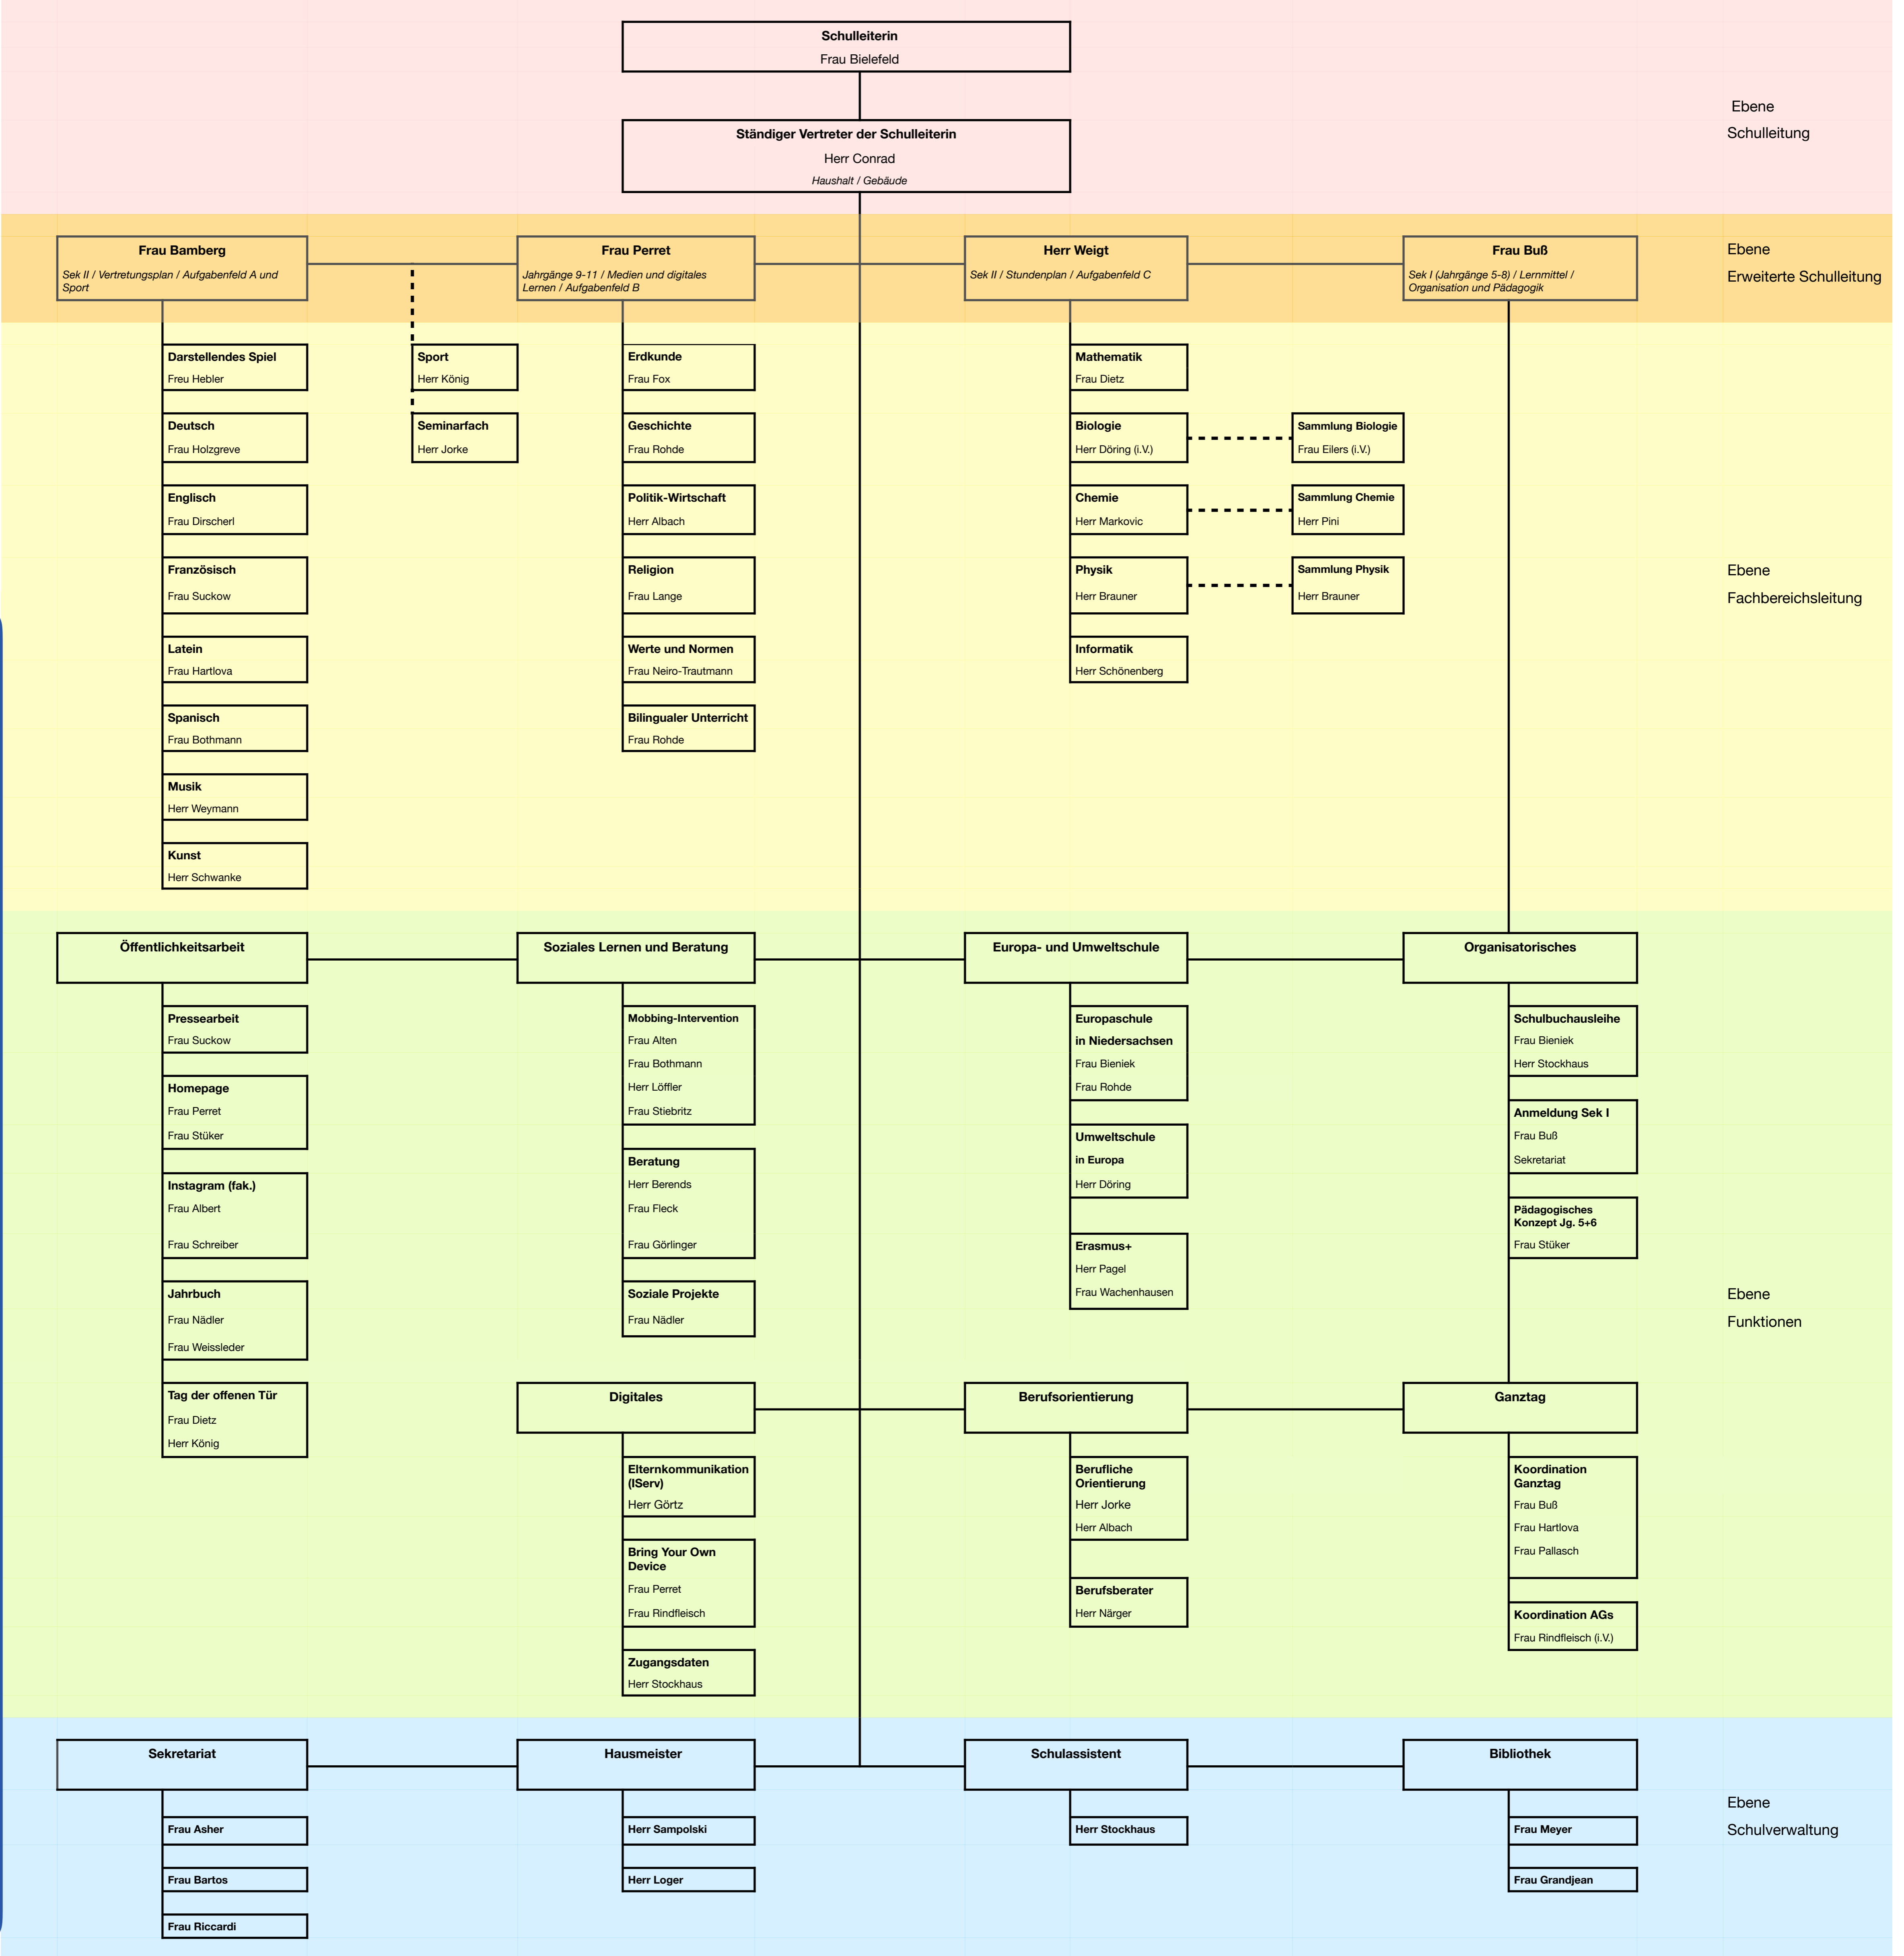 Schulleiterin
Frau Bielefeld
Ständiger Vertreter der Schulleiterin
Herr Conrad
Haushalt / Gebäude
Ebene
Schulleitung
Frau Bamberg
Sek II / Vertretungsplan / Aufgabenfeld A und
Sport
Frau Perret
Jahrgänge 9-11 / Medien und digitales
Lernen / Aufgabenfeld B
Herr Weigt
Sek II / Stundenplan / Aufgabenfeld C
Frau Buß
Sek I (Jahrgänge 5-8) / Lernmittel /
Organisation und Pädagogik
Ebene
Erweiterte Schulleitung
Darstellendes Spiel
Freu Hebler
Deutsch
Frau Holzgreve
Englisch
Frau Dirscherl
Französisch
Frau Suckow
Latein
Frau Hartlova
Spanisch
Frau Bothmann
Musik
Herr Weymann
Kunst
Herr Schwanke
Sport
Herr König
Seminarfach
Herr Jorke
Erdkunde
Frau Fox
Geschichte
Frau Rohde
Politik-Wirtschaft
Herr Albach
Religion
Frau Lange
Werte und Normen
Frau Neiro-Trautmann
Bilingualer Unterricht
Frau Rohde
Mathematik
Frau Dietz
Biologie
Herr Döring (i.V.)
Chemie
Herr Markovic
Physik
Herr Brauner
Informatik
Herr Schönenberg
Sammlung Biologie
Frau Eilers (i.V.)
Sammlung Chemie
Herr Pini
Sammlung Physik
Herr Brauner
Ebene
Fachbereichsleitung
Öffentlichkeitsarbeit
Pressearbeit
Frau Suckow
Homepage
Frau Perret
Frau Stüker
Instagram (fak.)
Frau Albert
Frau Schreiber
Jahrbuch
Frau Nädler
Frau Weissleder
Tag der offenen Tür
Frau Dietz
Herr König
Soziales Lernen und Beratung
Mobbing-Intervention
Frau Alten
Frau Bothmann
Herr Löffler
Frau Stiebritz
Beratung
Herr Berends
Frau Fleck
Frau Görlinger
Soziale Projekte
Frau Nädler
Europa- und Umweltschule
Europaschule
in Niedersachsen
Frau Bieniek
Frau Rohde
Umweltschule
in Europa
Herr Döring
Erasmus+
Herr Pagel
Frau Wachenhausen
Organisatorisches
Schulbuchausleihe
Frau Bieniek
Herr Stockhaus
Anmeldung Sek I
Frau Buß
Sekretariat
Pädagogisches
Konzept Jg. 5+6
Frau Stüker
Ebene
Funktionen
Digitales
Elternkommunikation
(IServ)
Herr Görtz
Bring Your Own
Device
Frau Perret
Frau Rindfleisch
Zugangsdaten
Herr Stockhaus
Berufsorientierung
Berufliche
Orientierung
Herr Jorke
Herr Albach
Berufsberater
Herr Närger
Ganztag
Koordination
Ganztag
Frau Buß
Frau Hartlova
Frau Pallasch
Koordination AGs
Frau Rindfleisch (i.V.)
Sekretariat
Frau Asher
Frau Bartos
Frau Riccardi
Hausmeister
Herr Sampolski
Herr Loger
Schulassistent
Herr Stockhaus
Bibliothek
Frau Meyer
Frau Grandjean
Ebene
Schulverwaltung